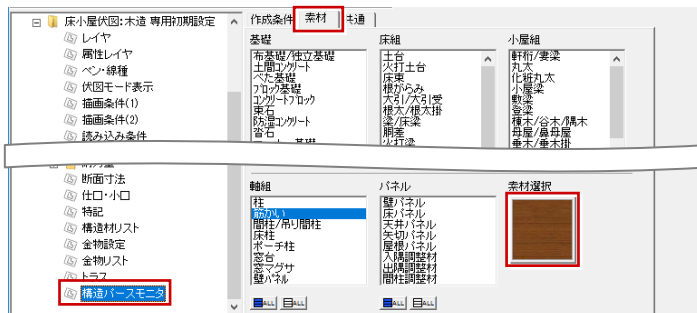 床小屋伏図:木造 専用初期設定
レイヤ
属性レイヤ
ペン・線種
伏図モード表示
描画条件(1)
描画条件(2)
読み込み条件
断面寸法
仕口・小口
特記
構造材リスト
金物設定
金物リスト
トラス
構造パースモニタ
作成条件 素材 共通
基礎
布基礎/独立基礎
土間コンクリート
べた基礎
ブロック基礎
コンクリートブロック
束石
防湿コンクリート
沓石
床組
土台
火打土台
床束
根がらみ
大引/大引受
根太/根太掛
梁/床梁
胴差
火打梁
小屋組
軒桁/妻梁
丸太
化粧丸太
小屋梁
敷梁
登梁
棟木/谷木/隅木
母屋/鼻母屋
垂木/垂木掛
軸組
柱
筋かい
間柱/吊り間柱
床柱
ポーチ柱
窓台
窓マグサ
壁パネル
ALL ALL
パネル
壁パネル
床パネル
天井パネル
矢切パネル
屋根パネル
入隅調整材
出隅調整材
間柱調整材
ALL ALL
素材選択